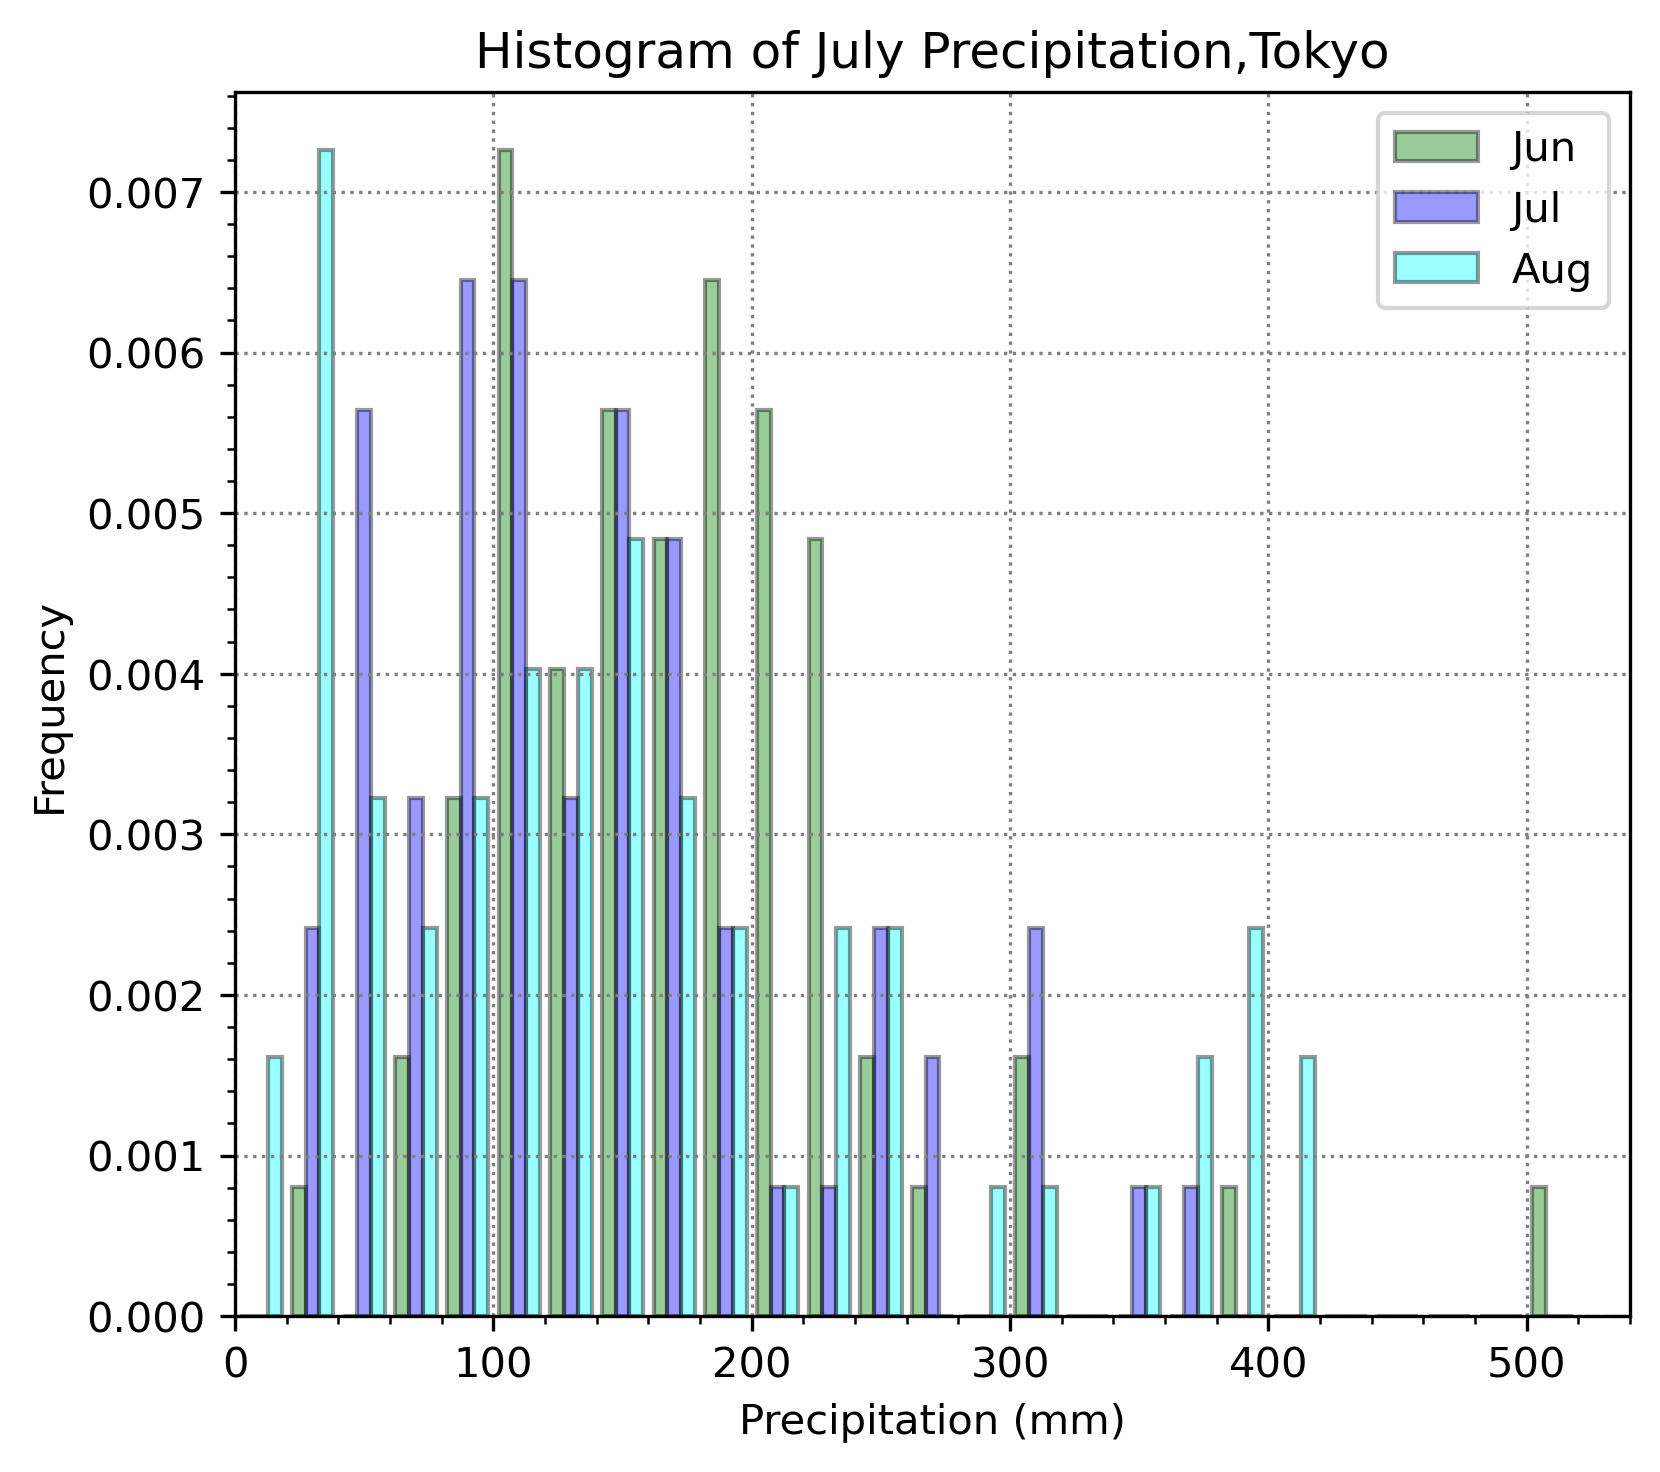 Histogram of July Precipitation,Tokyo
Jun
Jul
Aug
0.007
0.006
0.005
0.004
0.003
0.002
0.001
0.000
Frequency
0 100 200 300 400 500
Precipitation (mm)